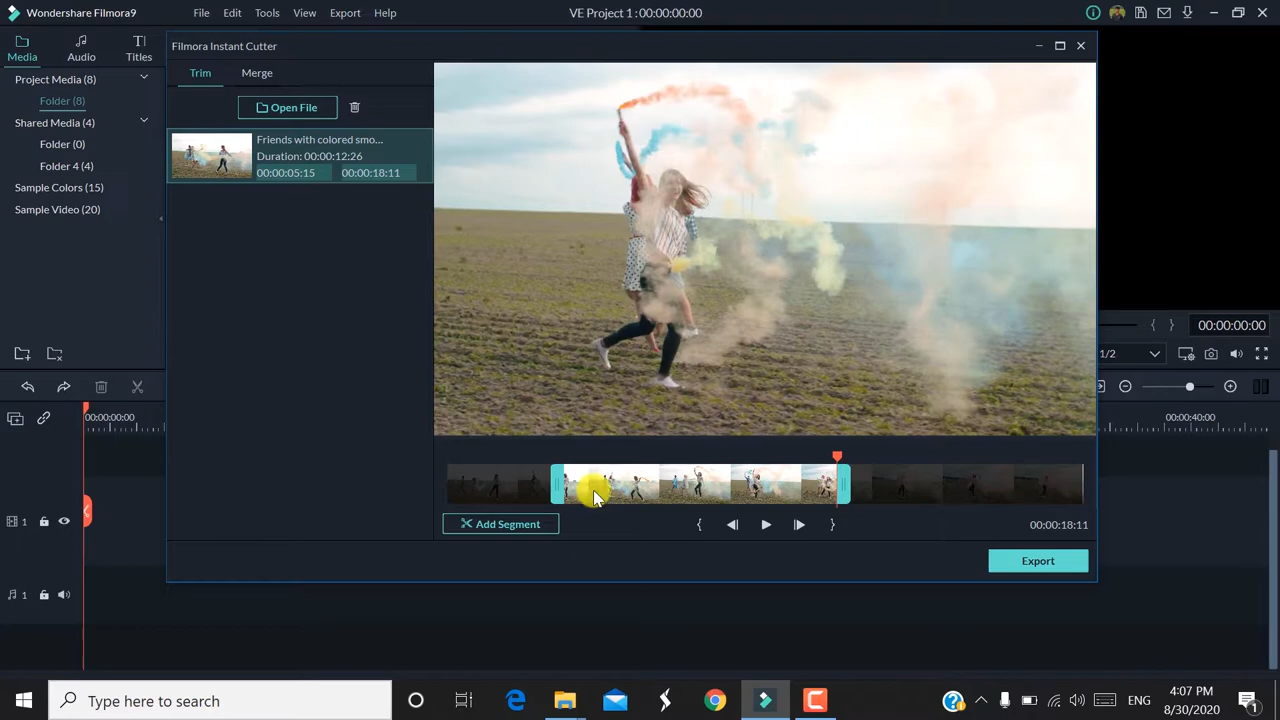 Wondershare Filmora9
File
Edit
Tools
View
Export
Help
VE Project 1 : 00:00:00:00
Media
Audio
Titles
Project Media (8)
Folder (8)
Shared Media (4)
Folder (0)
Folder 4 (4)
Sample Colors (15)
Sample Video (20)
Filmora Instant Cutter
Trim
Merge
Open File
Friends with colored smo...
Duration: 00:00:12:26
00:00:05:15
00:00:18:11
Add Segment
{
}
00:00:18:11
Export
{
}
00:00:00:00
1/2
00:00:00:00
00:00:40:00
1
1
Type here to search
ENG
4:07 PM
8/30/2020
1